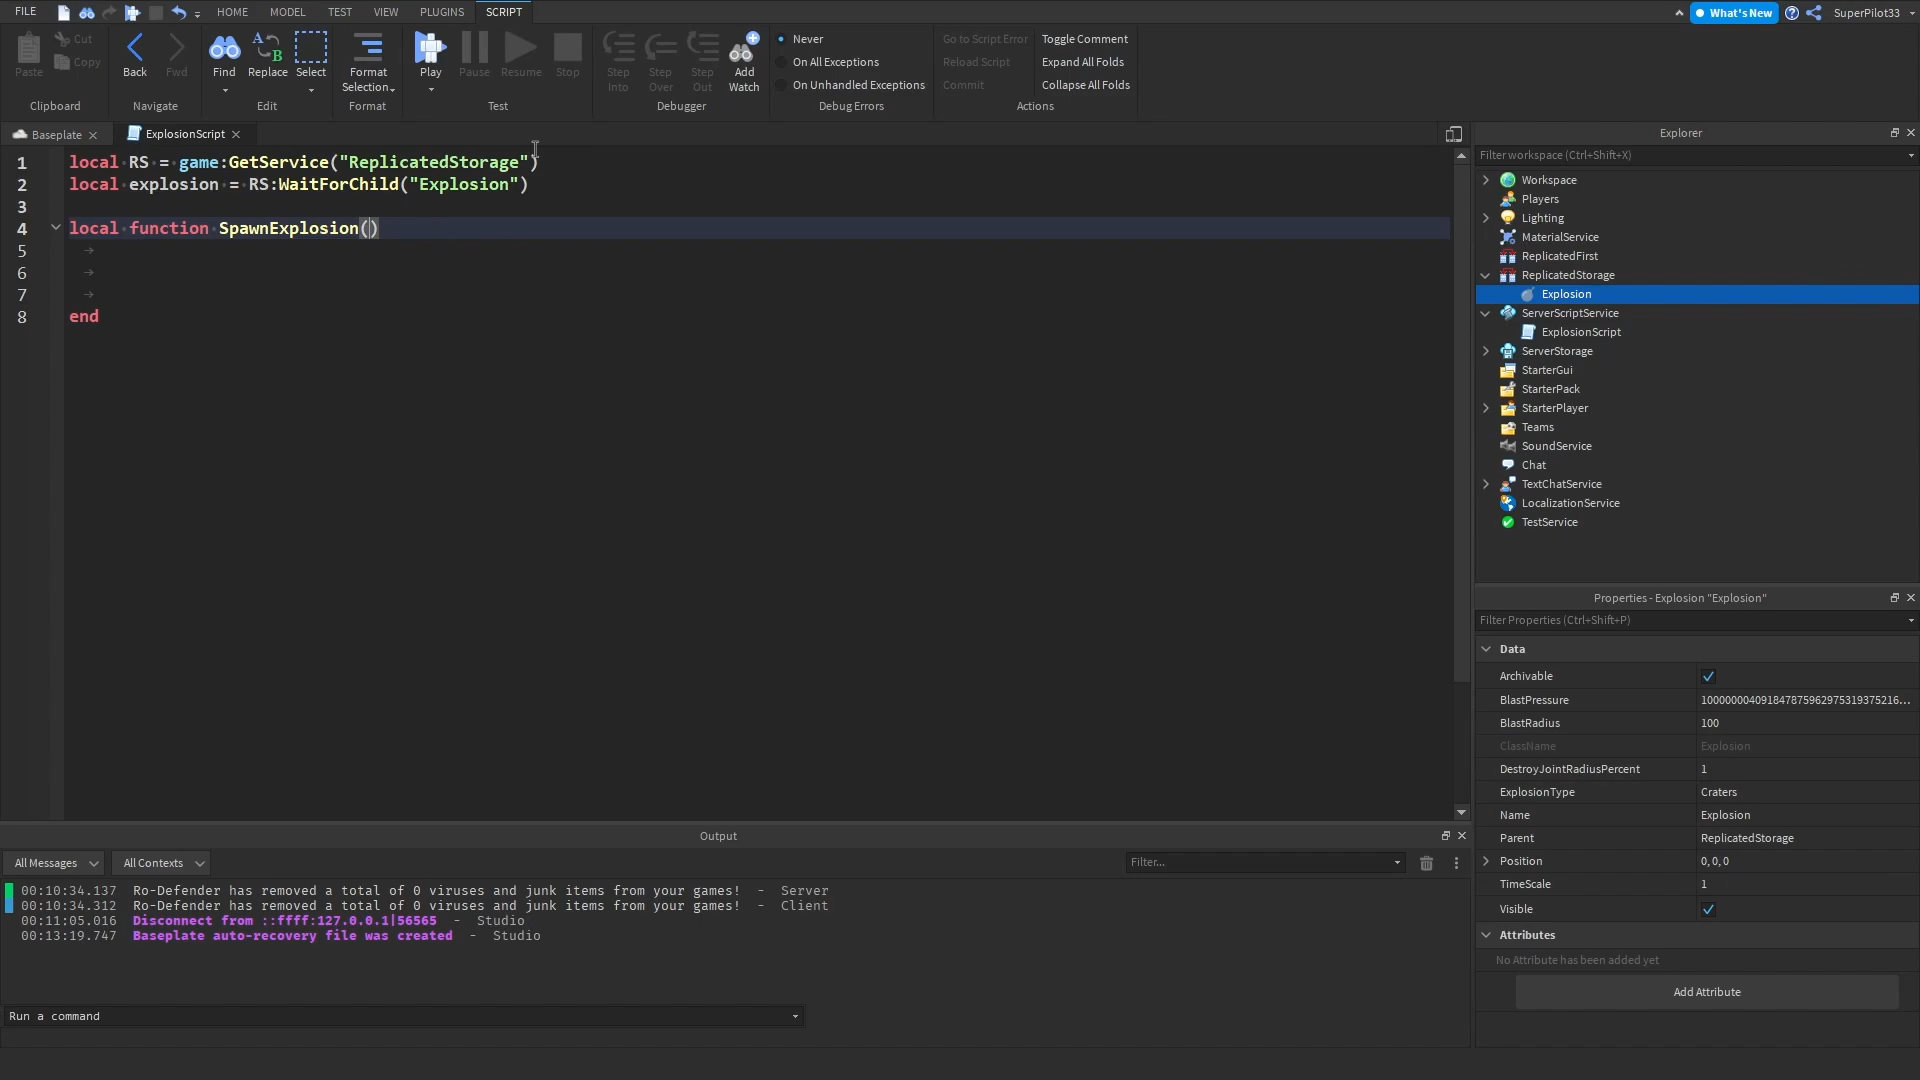 FILE HOME MODEL TEST VIEW PLUGINS SCRIPT What's New SuperPilot33
Paste Cut Copy
Clipboard
Back Fwd
Navigate
Find Replace Select
Edit
Format Selection
Format
Play Pause Resume Stop
Test
Step Into Step Over Step Out Add Watch
Debugger
Never
On All Exceptions
On Unhandled Exceptions
Debug Errors
Go to Script Error Toggle Comment
Reload Script Expand All Folds
Commit Collapse All Folds
Actions
Baseplate ExplosionScript
1 local RS = game:GetService("ReplicatedStorage")
2 local explosion = RS:WaitForChild("Explosion")
3
4 local function SpawnExplosion()
5
6
7
8 end
Explorer
Filter workspace (Ctrl+Shift+X)
Workspace
Players
Lighting
MaterialService
ReplicatedFirst
ReplicatedStorage
Explosion
ServerScriptService
ExplosionScript
ServerStorage
StarterGui
StarterPack
StarterPlayer
Teams
SoundService
Chat
TextChatService
LocalizationService
TestService
Properties - Explosion "Explosion"
Filter Properties (Ctrl+Shift+P)
Data
Archivable
BlastPressure 100000004091847875962975319375216...
BlastRadius 100
ClassName Explosion
DestroyJointRadiusPercent 1
ExplosionType Craters
Name Explosion
Parent ReplicatedStorage
Position 0, 0, 0
TimeScale 1
Visible
Attributes
No Attribute has been added yet
Add Attribute
Output
All Messages All Contexts Filter...
00:10:34.137 Ro-Defender has removed a total of 0 viruses and junk items from your games! - Server
00:10:34.312 Ro-Defender has removed a total of 0 viruses and junk items from your games! - Client
00:11:05.016 Disconnect from ::ffff:127.0.0.1|56565 - Studio
00:13:19.747 Baseplate auto-recovery file was created - Studio
Run a command